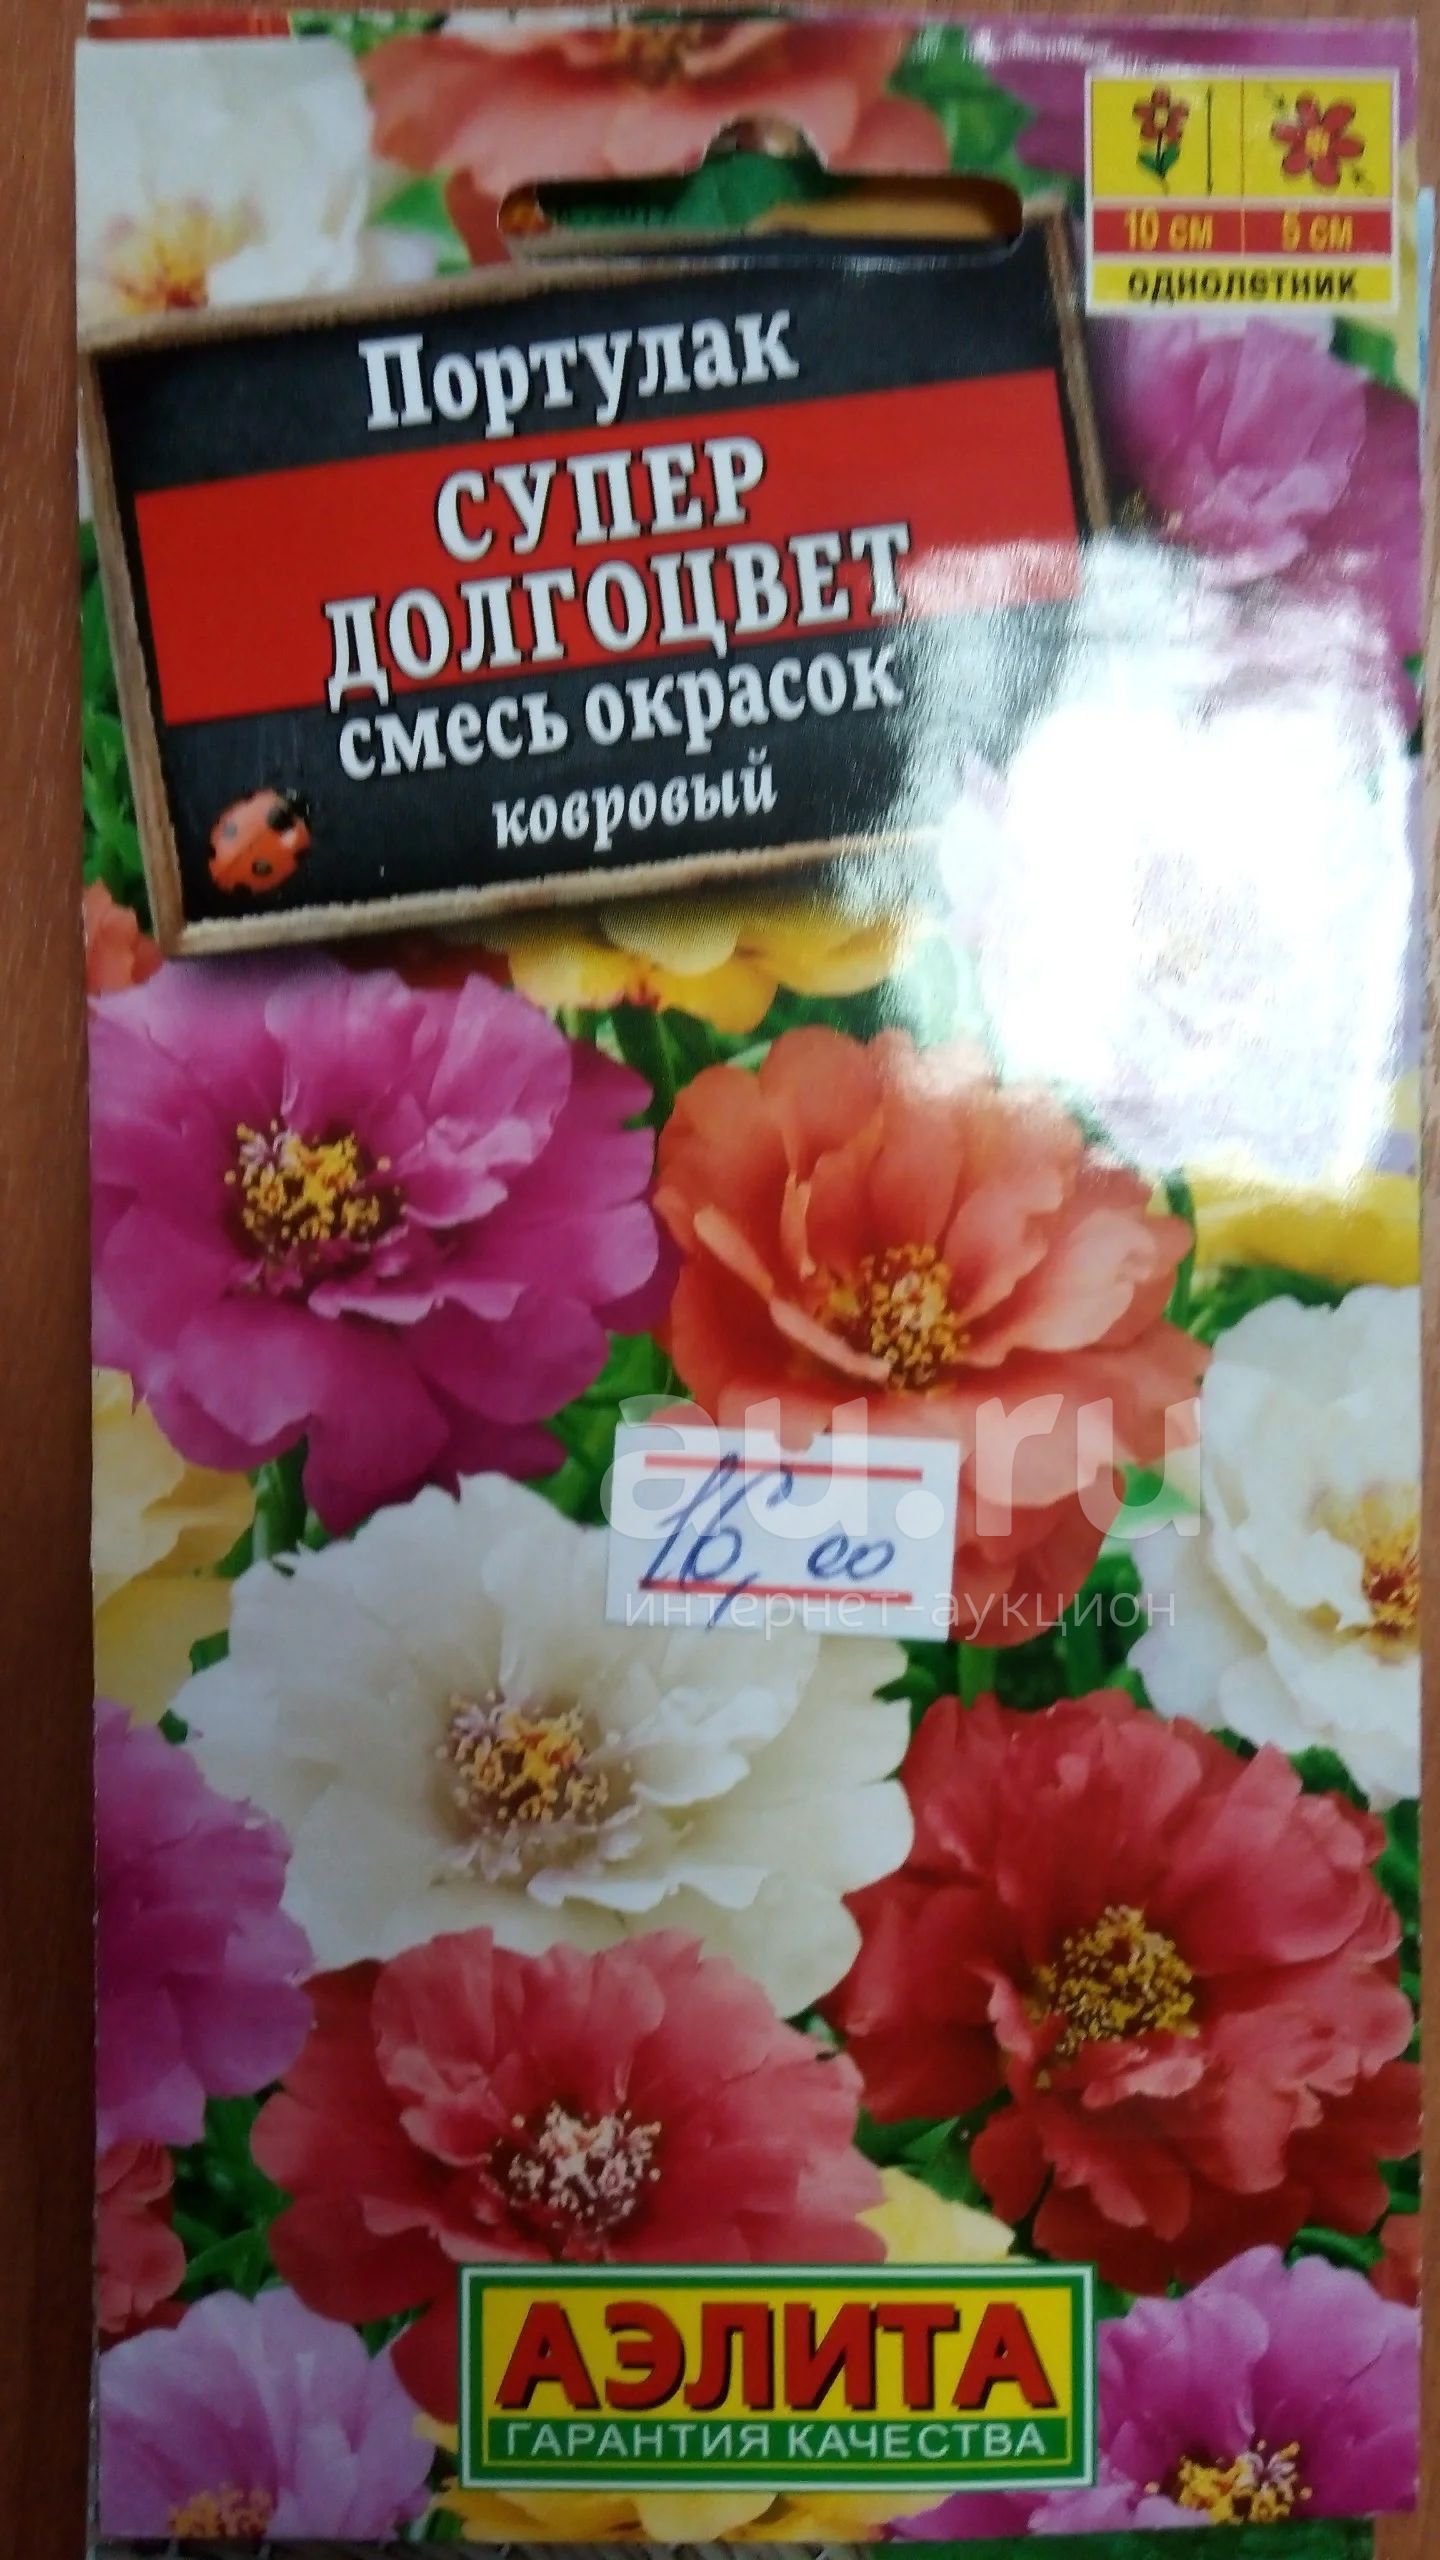 10 см 5 см
однолетник
Портулак
СУПЕР
ДОЛГОЦВЕТ
смесь окрасок
ковровый
au.ru
16,00
интернет-аукцион
АЭЛИТА
ГАРАНТИЯ КАЧЕСТВА